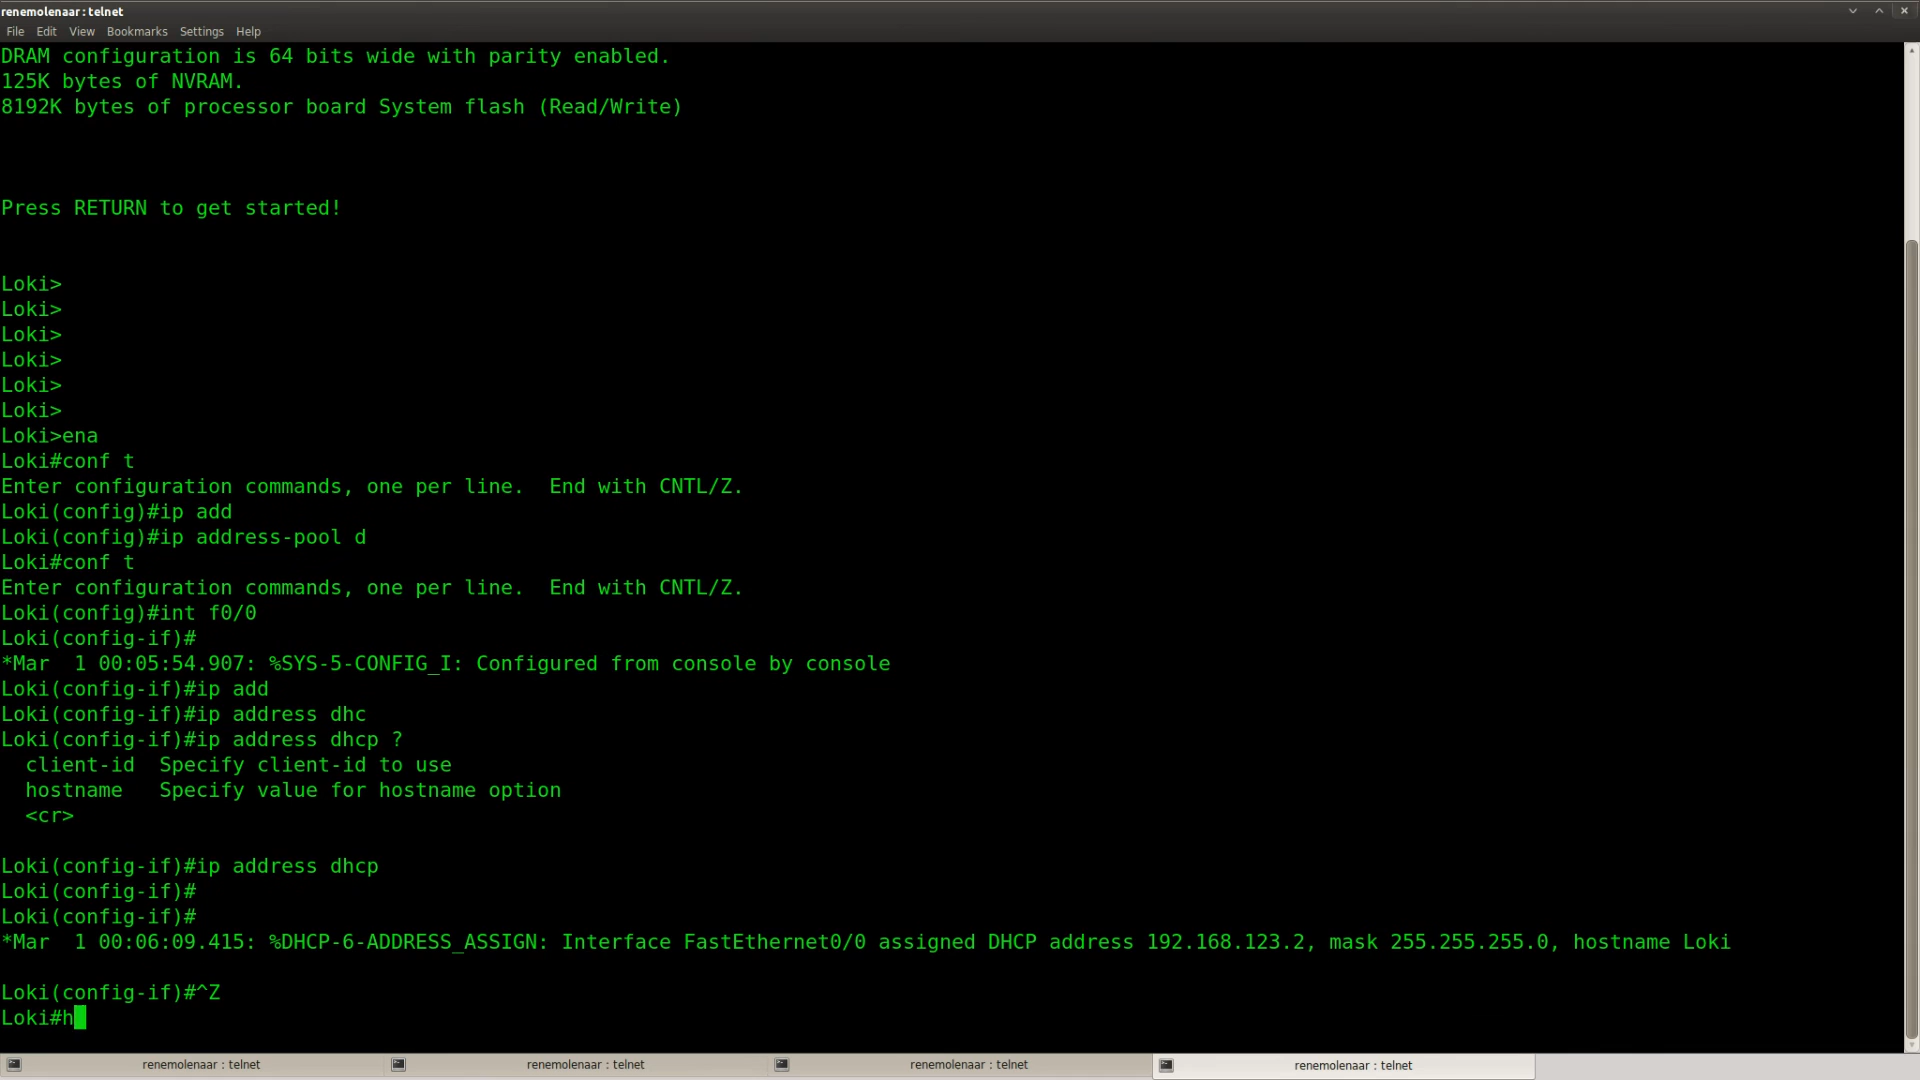 renemolenaar:telnet
File Edit View Bookmarks Settings Help
DRAM configuration is 64 bits wide with parity enabled.
125K bytes of NVRAM.
8192K bytes of processor board System flash (Read/Write)
Press RETURN to get started!
Loki>
Loki>
Loki>
Loki>
Loki>
Loki>
Loki>ena
Loki#conf t
Enter configuration commands, one per line.  End with CNTL/Z.
Loki(config)#ip add
Loki(config)#ip address-pool d
Loki#conf t
Enter configuration commands, one per line.  End with CNTL/Z.
Loki(config)#int f0/0
Loki(config-if)#
*Mar  1 00:05:54.907: %SYS-5-CONFIG_I: Configured from console by console
Loki(config-if)#ip add
Loki(config-if)#ip address dhc
Loki(config-if)#ip address dhcp ?
  client-id  Specify client-id to use
  hostname   Specify value for hostname option
  <cr>
Loki(config-if)#ip address dhcp
Loki(config-if)#
Loki(config-if)#
*Mar  1 00:06:09.415: %DHCP-6-ADDRESS_ASSIGN: Interface FastEthernet0/0 assigned DHCP address 192.168.123.2, mask 255.255.255.0, hostname Loki
Loki(config-if)#^Z
Loki#h
renemolenaar : telnet renemolenaar : telnet renemolenaar : telnet renemolenaar : telnet